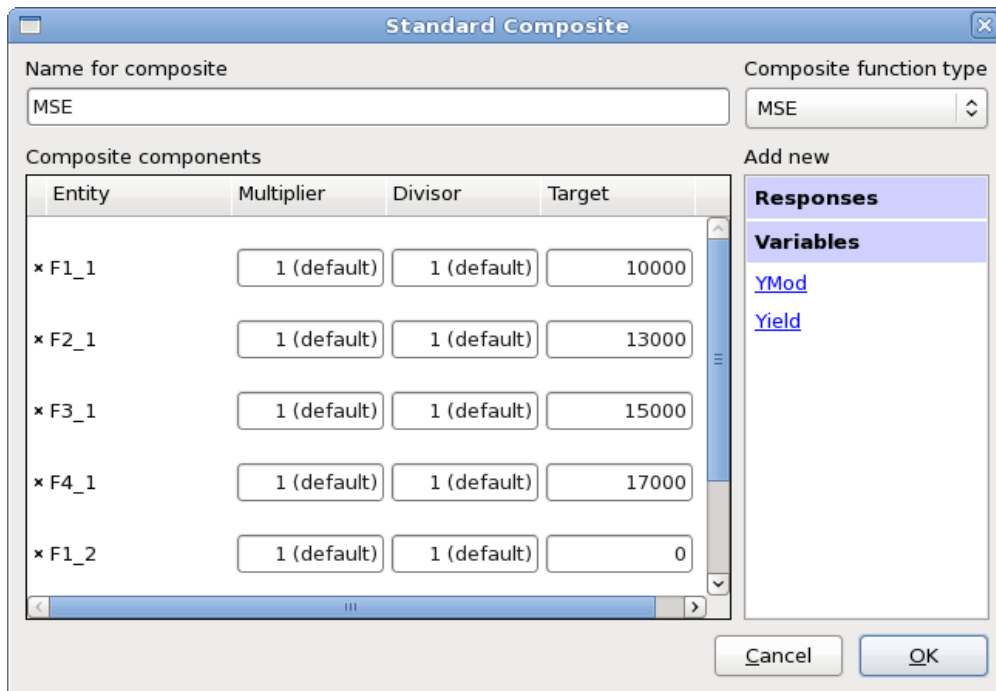 Standard Composite
Name for composite
Composite function type
MSE
MSE
Composite components
Add new
Entity Multiplier Divisor Target
Responses
Variables
× F1_1 1 (default) 1 (default) 10000
YMod
Yield
× F2_1 1 (default) 1 (default) 13000
× F3_1 1 (default) 1 (default) 15000
× F4_1 1 (default) 1 (default) 17000
× F1_2 1 (default) 1 (default) 0
Cancel
OK